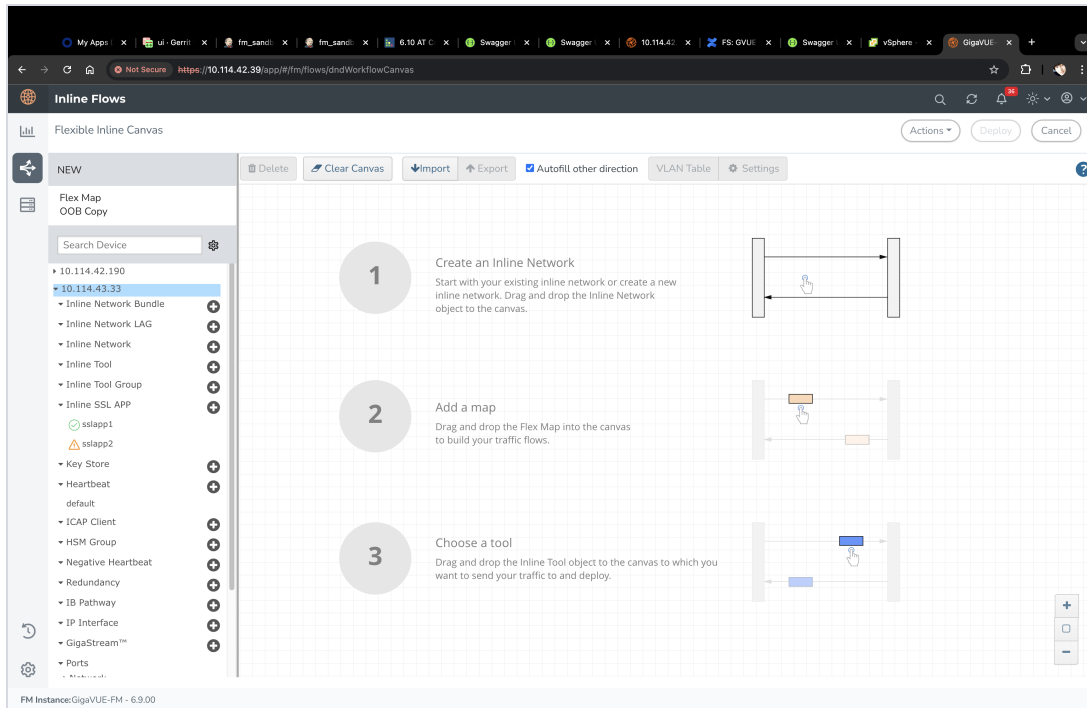 My Apps
ui · Gerrit
fm_sandb
fm_sandb
6.10 AT C
Swagger
Swagger
10.114.42
FS: GVUE
Swagger
vSphere -
GigaVUE-
Not Secure https://10.114.42.39/app/#/fm/flows/dndWorkflowCanvas
Inline Flows
36
Flexible Inline Canvas
Actions
Deploy
Cancel
NEW
Delete
Clear Canvas
Import
Export
Autofill other direction
VLAN Table
Settings
?
Flex Map
OOB Copy
Search Device
10.114.42.190
10.114.43.33
Inline Network Bundle
Inline Network LAG
Inline Network
Inline Tool
Inline Tool Group
Inline SSL APP
sslapp1
sslapp2
Key Store
Heartbeat
default
ICAP Client
HSM Group
Negative Heartbeat
Redundancy
IB Pathway
IP Interface
GigaStream™
Ports
1
Create an Inline Network
Start with your existing inline network or create a new
inline network. Drag and drop the Inline Network
object to the canvas.
2
Add a map
Drag and drop the Flex Map into the canvas
to build your traffic flows.
3
Choose a tool
Drag and drop the Inline Tool object to the canvas to which you
want to send your traffic to and deploy.
FM Instance:GigaVUE-FM - 6.9.00